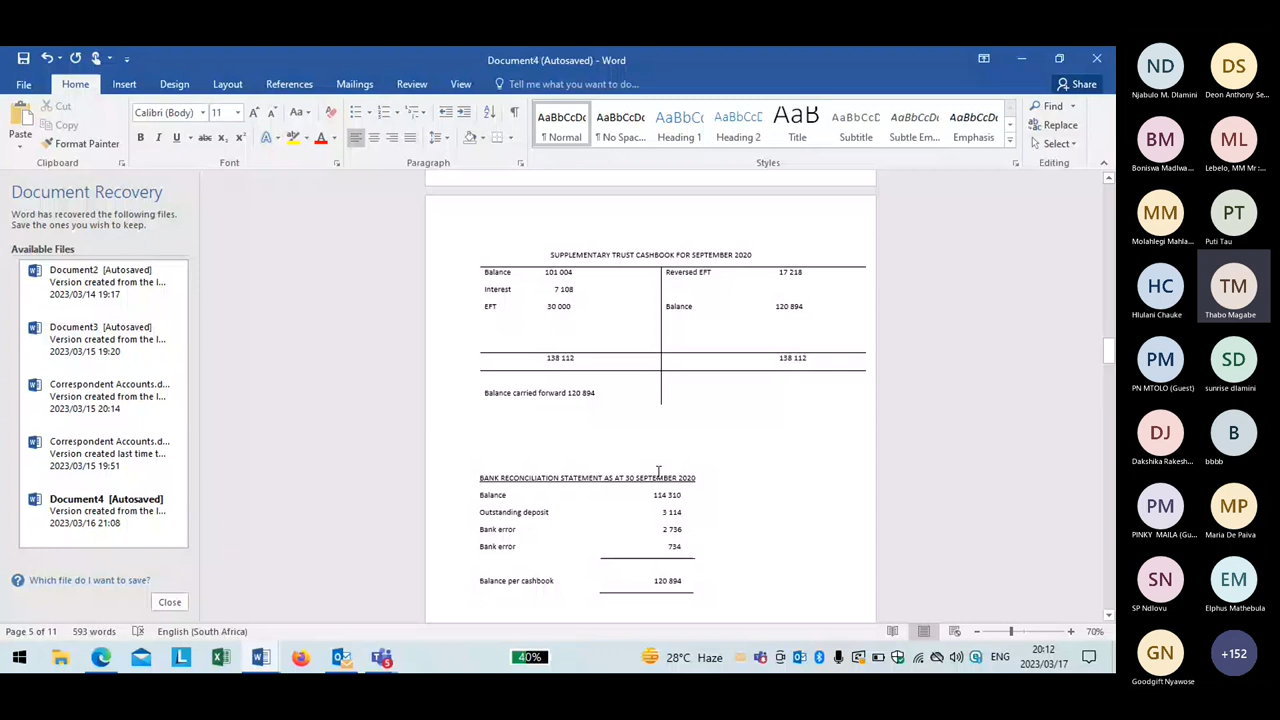 Document4 (Autosaved) - Word
File Home Insert Design Layout References Mailings Review View Tell me what you want to do... Share
Paste
Cut
Copy
Format Painter
Clipboard
Calibri (Body) 11
Font
Paragraph
AaBbCcDc AaBbCcDc AaBbCc AaBbCcD AaB AaBbCcD AaBbCcDc AaBbCcDc
¶ Normal ¶ No Spac... Heading 1 Heading 2 Title Subtitle Subtle Em... Emphasis
Styles
Find
Replace
Select
Editing
Document Recovery
Word has recovered the following files.
Save the ones you wish to keep.
Available Files
Document2 [Autosaved]
Version created from the l...
2023/03/14 19:17
Document3 [Autosaved]
Version created from the l...
2023/03/15 19:20
Correspondent Accounts.d...
Version created from the l...
2023/03/15 20:14
Correspondent Accounts.d...
Version created last time t...
2023/03/15 19:51
Document4 [Autosaved]
Version created from the l...
2023/03/16 21:08
Which file do I want to save?
Close
SUPPLEMENTARY TRUST CASHBOOK FOR SEPTEMBER 2020
Balance 101 004 Reversed EFT 17 218
Interest 7 108
EFT 30 000 Balance 120 894
138 112 138 112
Balance carried forward 120 894
BANK RECONCILIATION STATEMENT AS AT 30 SEPTEMBER 2020
Balance 114 310
Outstanding deposit 3 114
Bank error 2 736
Bank error 734
Balance per cashbook 120 894
Page 5 of 11 593 words English (South Africa) 70%
40% 28°C Haze ENG 20:12
2023/03/17
ND DS
Njabulo M. Dlamini Deon Anthony Se...
BM ML
Boniswa Madlwa... Lebelo, MM Mr :...
MM PT
Molahlegi Mahla... Puti Tau
HC TM
Hlulani Chauke Thabo Magabe
PM SD
PN MTOLO (Guest) sunrise dlamini
DJ B
Dakshika Rakesh... bbbb
PM MP
PINKY MAILA (Gu... Maria De Paiva
SN EM
SP Ndlovu Elphus Mathebula
GN +152
Goodgift Nyawose